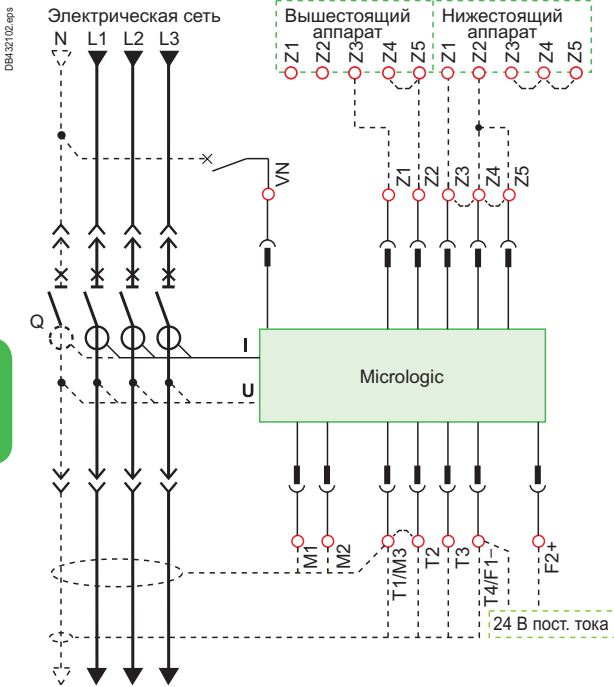 DB432102.eps
Электрическая сеть
N L1 L2 L3
Вышестоящий
аппарат
Нижестоящий
аппарат
Z1 Z2 Z3 Z4 Z5 Z1 Z2 Z3 Z4 Z5
VN
Z1 Z2 Z3 Z4 Z5
Q
I
U
Micrologic
M1 M2 T1/M3 T2 T3 T4/F1– F2+
24 В пост. тока